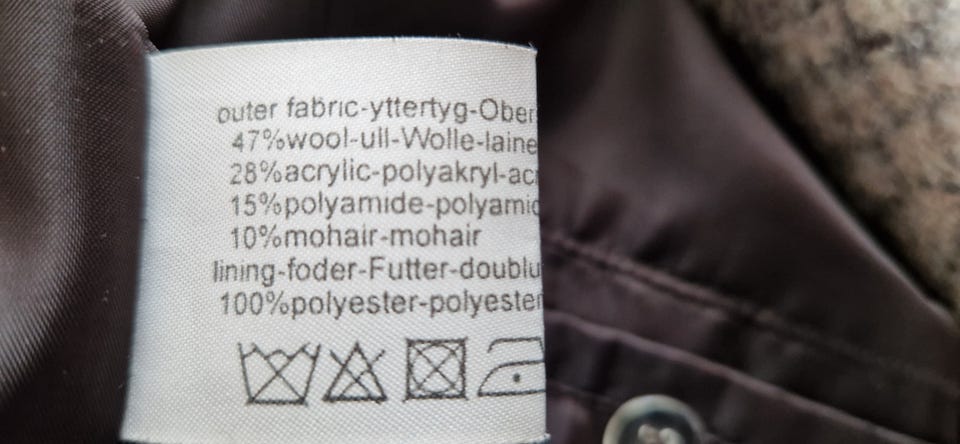 outer fabric-yttertyg-Ober
47%wool-ull-Wolle-laine
28%acrylic-polyakryl-acr
15%polyamide-polyamid
10%mohair-mohair
lining-foder-Futter-doublu
100%polyester-polyester